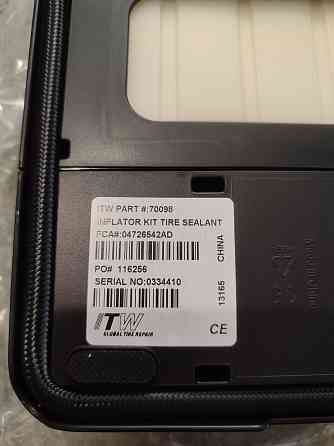 ITW PART #:70098
INFLATOR KIT TIRE SEALANT
FCA#:04726542AD
PO# 116256
SERIAL NO:0334410
13165 CHINA
ITW
GLOBAL TIRE REPAIR
CE